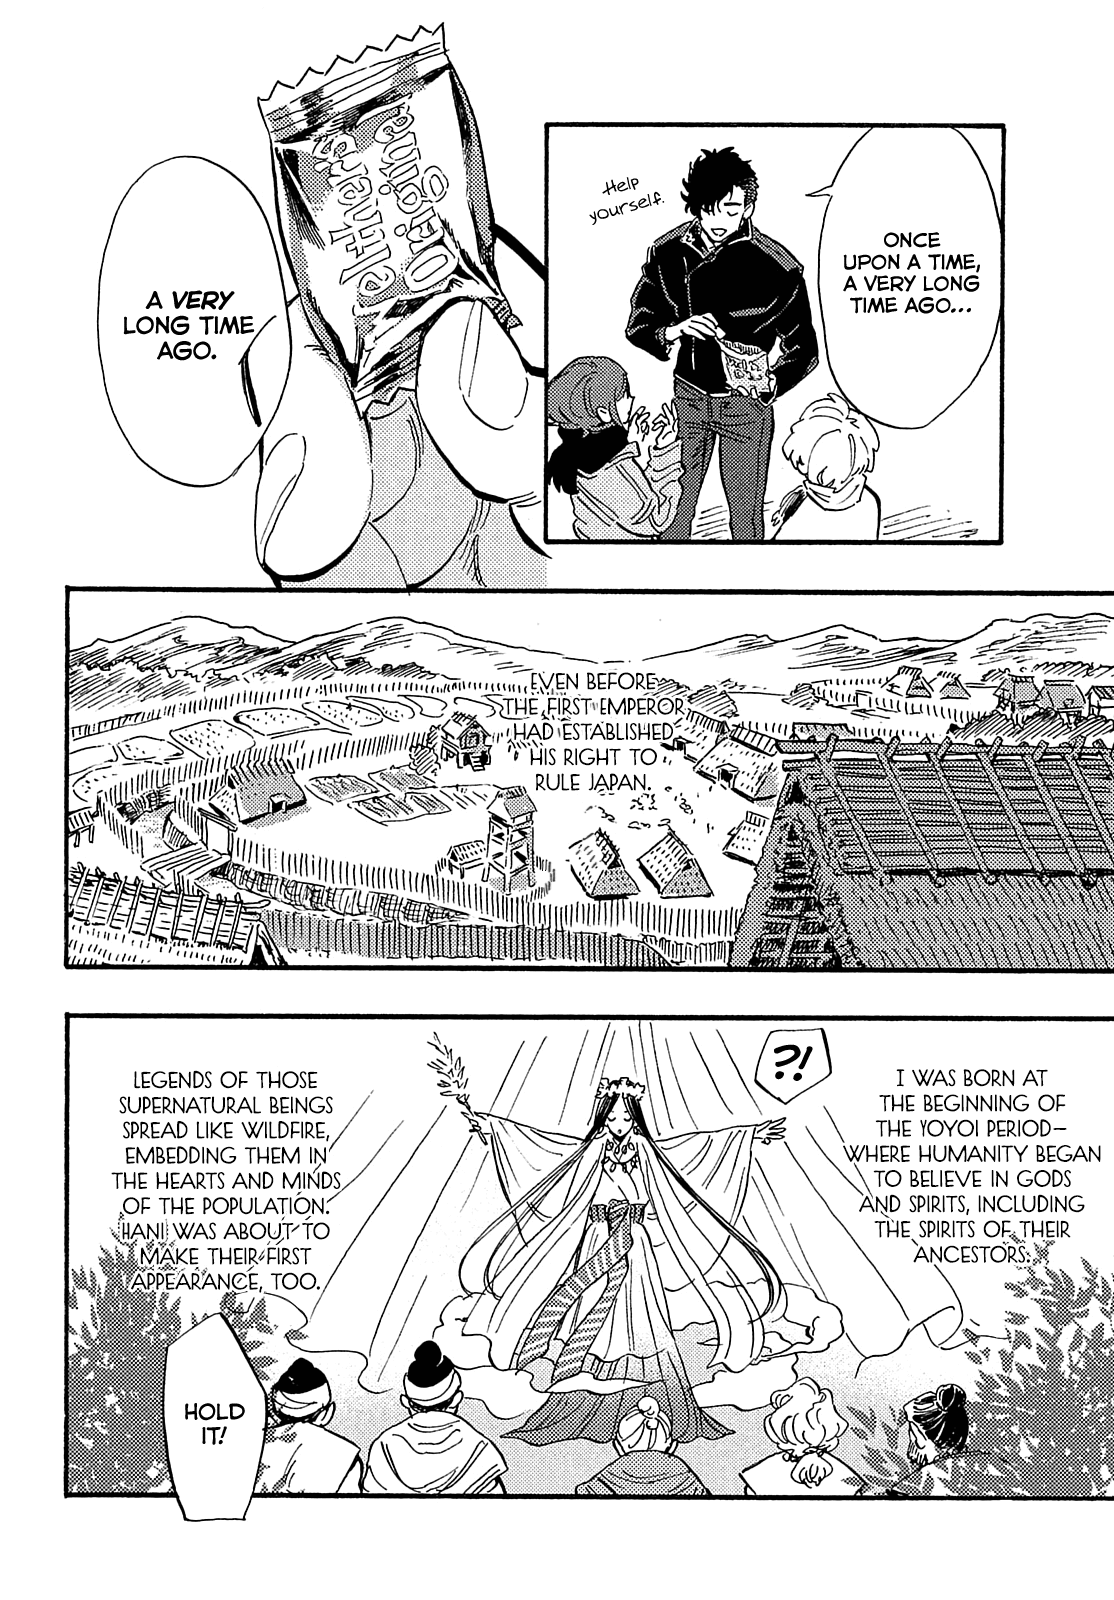 Help
yourself.
ONCE
UPON A TIME,
A VERY LONG
TIME AGO...
Werther's
Original
A VERY
LONG TIME
AGO.
EVEN BEFORE
THE FIRST EMPEROR
HAD ESTABLISHED
HIS RIGHT TO
RULE JAPAN.
?!
I WAS BORN AT
THE BEGINNING OF
THE YOYOI PERIOD—
WHERE HUMANITY BEGAN
TO BELIEVE IN GODS
AND SPIRITS, INCLUDING
THE SPIRITS OF THEIR
ANCESTORS.
LEGENDS OF THOSE
SUPERNATURAL BEINGS
SPREAD LIKE WILDFIRE,
EMBEDDING THEM IN
THE HEARTS AND MINDS
OF THE POPULATION.
HANII WAS ABOUT TO
MAKE THEIR FIRST
APPEARANCE, TOO.
HOLD
IT!